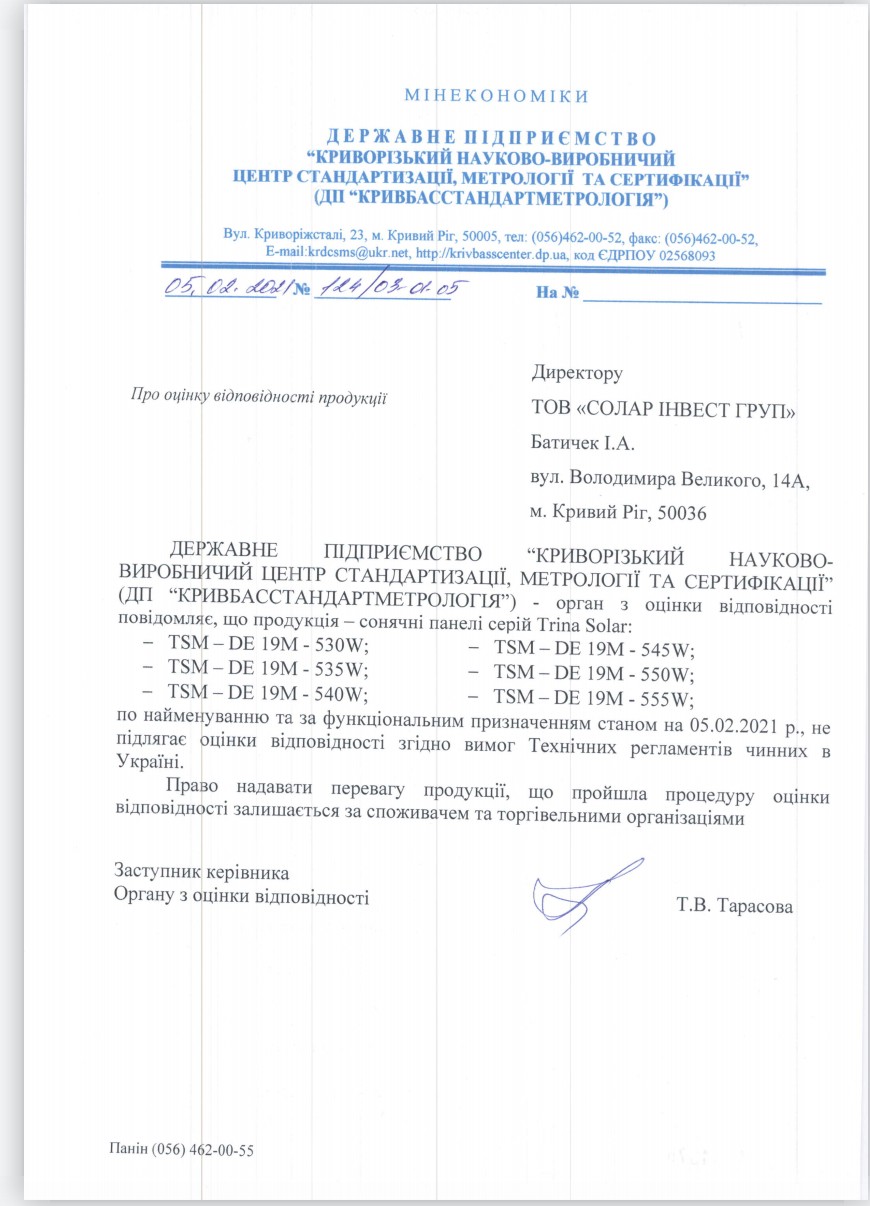 МІНЕКОНОМІКИ
ДЕРЖАВНЕ ПІДПРИЄМСТВО
“КРИВОРІЗЬКИЙ НАУКОВО-ВИРОБНИЧИЙ
ЦЕНТР СТАНДАРТИЗАЦІЇ, МЕТРОЛОГІЇ ТА СЕРТИФІКАЦІЇ”
(ДП “КРИВБАССТАНДАРТМЕТРОЛОГІЯ”)
Вул. Криворіжсталі, 23, м. Кривий Ріг, 50005, тел: (056)462-00-52, факс: (056)462-00-52,
E-mail:krdcsms@ukr.net, http://krivbasscenter.dp.ua, код ЄДРПОУ 02568093
05.02.2021 № 124/03-01-05 На №
Про оцінку відповідності продукції
Директору
ТОВ «СОЛАР ІНВЕСТ ГРУП»
Батичек І.А.
вул. Володимира Великого, 14А,
м. Кривий Ріг, 50036
ДЕРЖАВНЕ ПІДПРИЄМСТВО “КРИВОРІЗЬКИЙ НАУКОВО-
ВИРОБНИЧИЙ ЦЕНТР СТАНДАРТИЗАЦІЇ, МЕТРОЛОГІЇ ТА СЕРТИФІКАЦІЇ”
(ДП “КРИВБАССТАНДАРТМЕТРОЛОГІЯ”) - орган з оцінки відповідності
повідомляє, що продукція – сонячні панелі серій Trina Solar:
– TSM – DE 19M - 530W; – TSM – DE 19M - 545W;
– TSM – DE 19M - 535W; – TSM – DE 19M - 550W;
– TSM – DE 19M - 540W; – TSM – DE 19M - 555W;
по найменуванню та за функціональним призначенням станом на 05.02.2021 р., не
підлягає оцінки відповідності згідно вимог Технічних регламентів чинних в
Україні.
Право надавати перевагу продукції, що пройшла процедуру оцінки
відповідності залишається за споживачем та торгівельними організаціями
Заступник керівника
Органу з оцінки відповідності
Т.В. Тарасова
Панін (056) 462-00-55